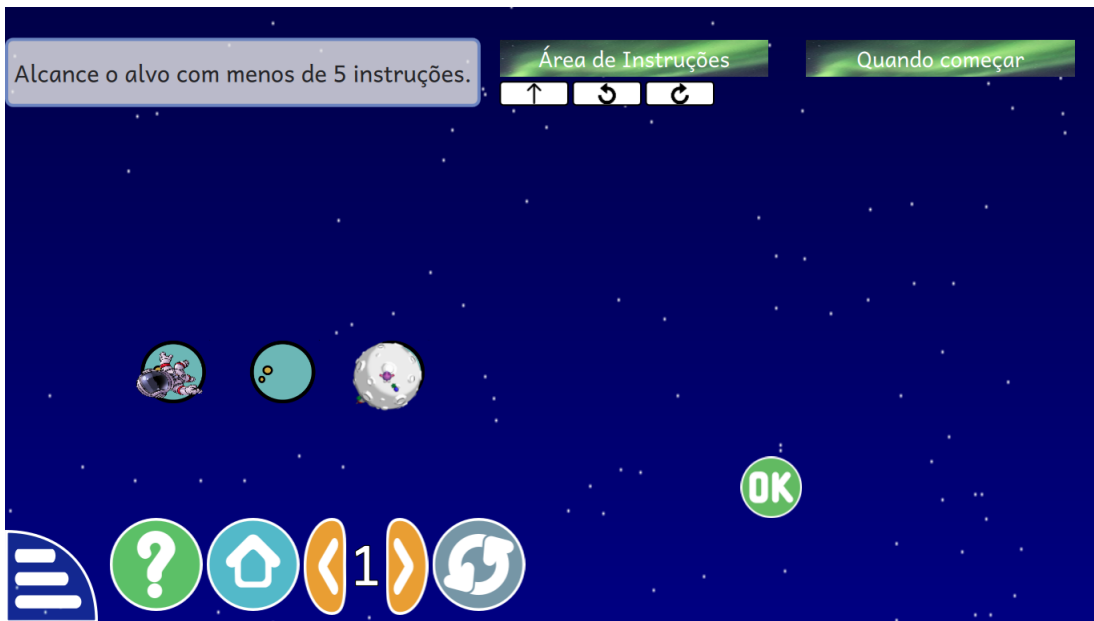 Alcance o alvo com menos de 5 instruções.
Área de Instruções
Quando começar
OK
?
1